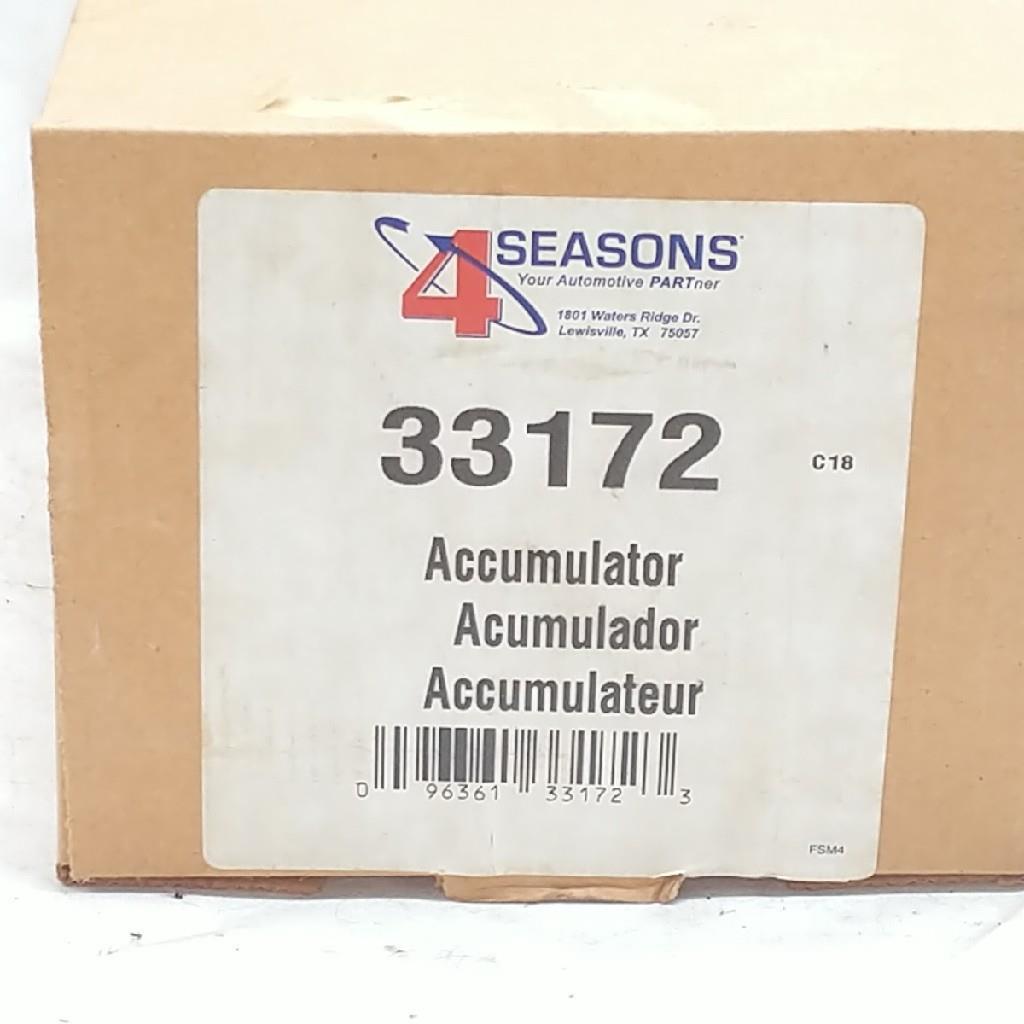 4 SEASONS
Your Automotive PARTner
1801 Waters Ridge Dr.
Lewisville, TX 75057
33172
C18
Accumulator
Acumulador
Accumulateur
0 96361 33172 3
FSM4